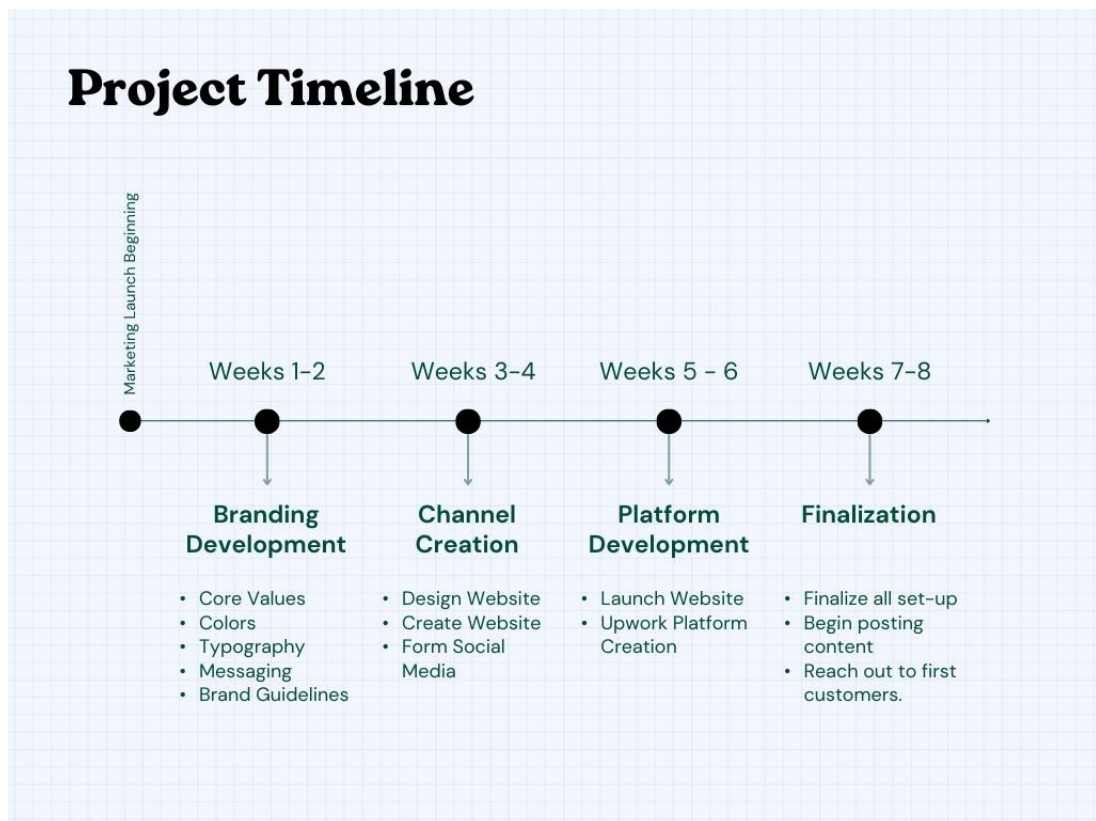 Project Timeline
Marketing Launch Beginning
Weeks 1-2
Weeks 3-4
Weeks 5 - 6
Weeks 7-8
Branding
Development
• Core Values
• Colors
• Typography
• Messaging
• Brand Guidelines
Channel
Creation
• Design Website
• Create Website
• Form Social
Media
Platform
Development
• Launch Website
• Upwork Platform
Creation
Finalization
• Finalize all set-up
• Begin posting
content
• Reach out to first
customers.